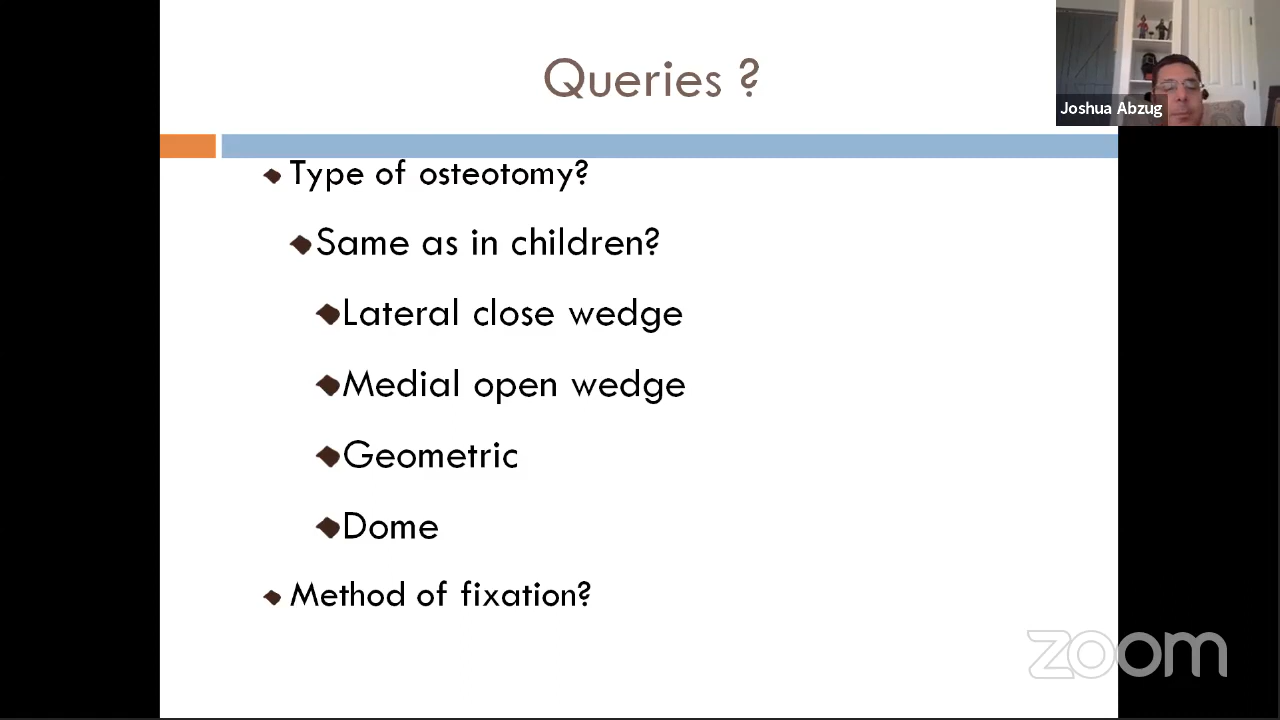 Queries ?
Joshua Abzug
Type of osteotomy?
Same as in children?
Lateral close wedge
Medial open wedge
Geometric
Dome
Method of fixation?
zoom